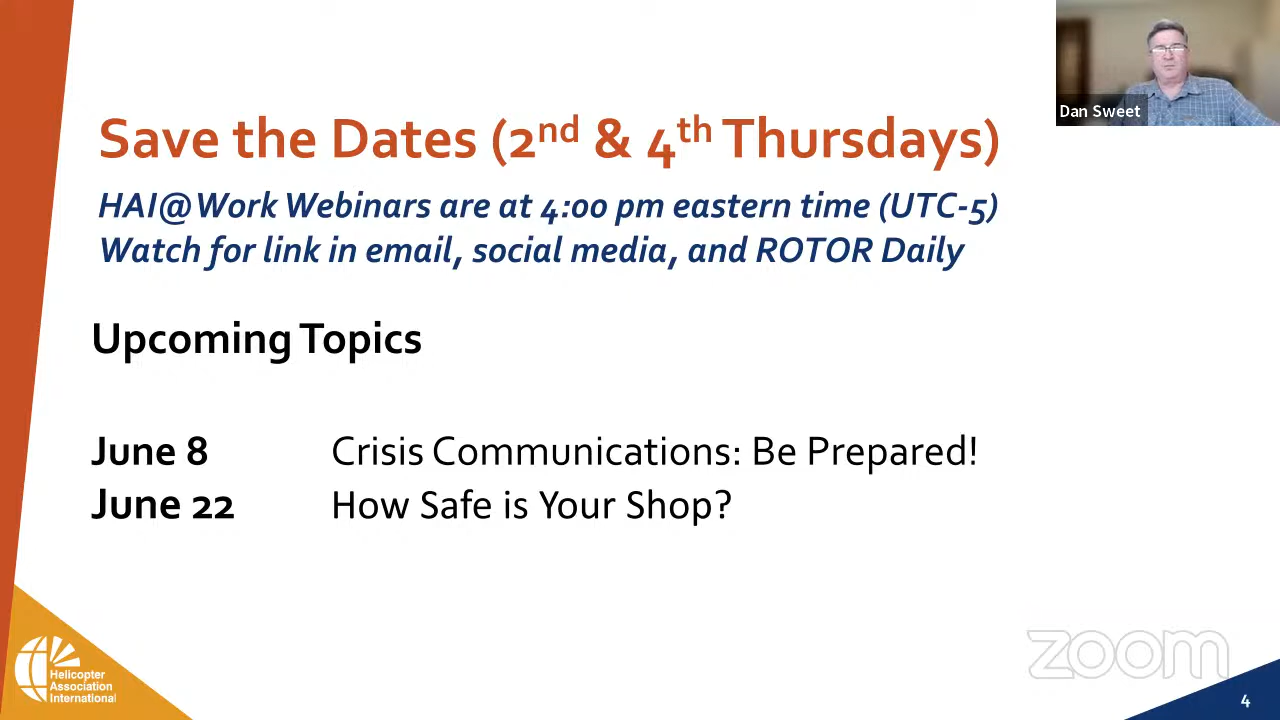 Dan Sweet
Save the Dates (2nd & 4th Thursdays)
HAI@Work Webinars are at 4:00 pm eastern time (UTC-5)
Watch for link in email, social media, and ROTOR Daily
Upcoming Topics
June 8 Crisis Communications: Be Prepared!
June 22 How Safe is Your Shop?
Helicopter
Association
International
zoom
4